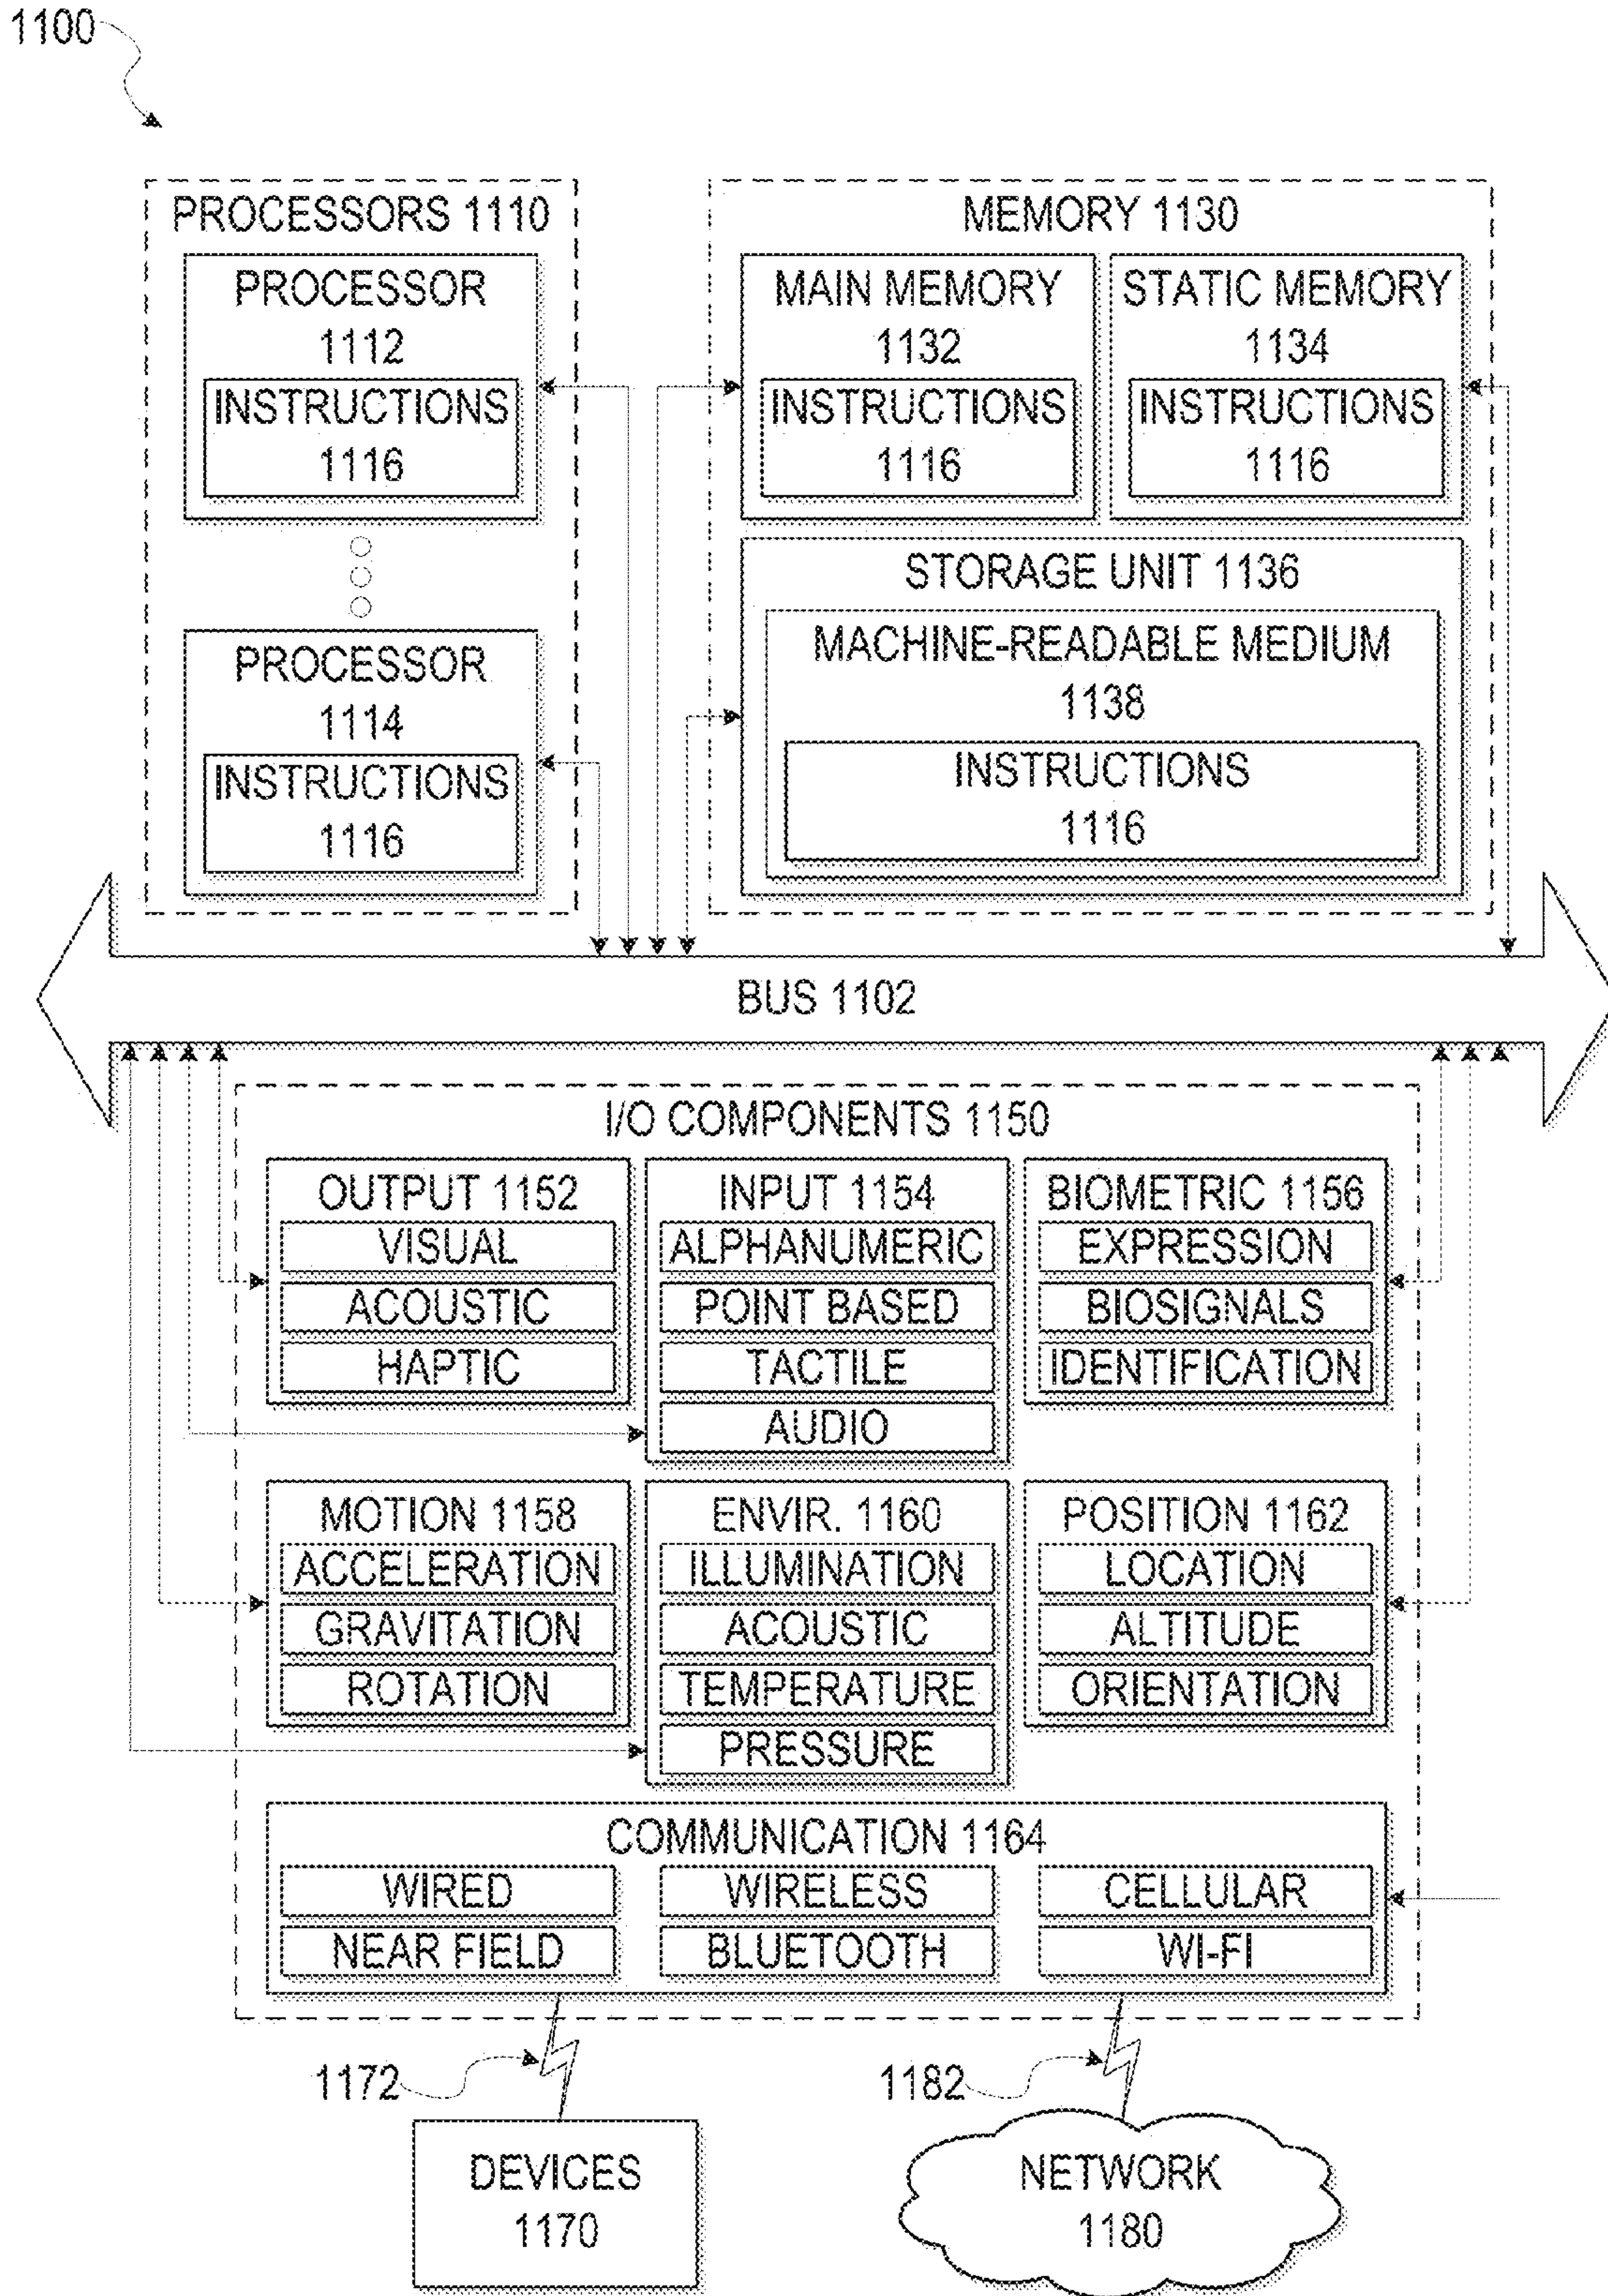 1100
PROCESSORS 1110
PROCESSOR
1112
INSTRUCTIONS
1116
PROCESSOR
1114
INSTRUCTIONS
1116
MEMORY 1130
MAIN MEMORY
1132
INSTRUCTIONS
1116
STATIC MEMORY
1134
INSTRUCTIONS
1116
STORAGE UNIT 1136
MACHINE-READABLE MEDIUM
1138
INSTRUCTIONS
1116
BUS 1102
I/O COMPONENTS 1150
OUTPUT 1152
VISUAL
ACOUSTIC
HAPTIC
INPUT 1154
ALPHANUMERIC
POINT BASED
TACTILE
AUDIO
BIOMETRIC 1156
EXPRESSION
BIOSIGNALS
IDENTIFICATION
MOTION 1158
ACCELERATION
GRAVITATION
ROTATION
ENVIR. 1160
ILLUMINATION
ACOUSTIC
TEMPERATURE
PRESSURE
POSITION 1162
LOCATION
ALTITUDE
ORIENTATION
COMMUNICATION 1164
WIRED
WIRELESS
CELLULAR
NEAR FIELD
BLUETOOTH
WI-FI
1172
1182
DEVICES
1170
NETWORK
1180